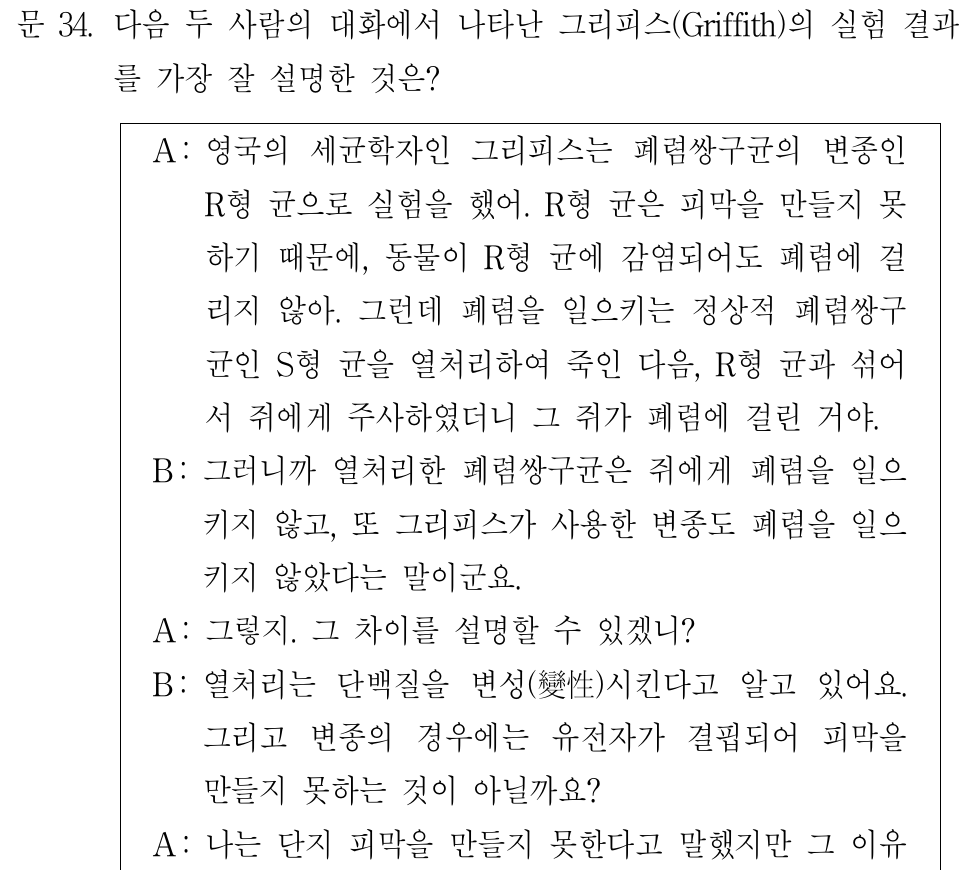 문 34. 다음 두 사람의 대화에서 나타난 그리피스(Griffith)의 실험 결과
를 가장 잘 설명한 것은?
A: 영국의 세균학자인 그리피스는 폐렴쌍구균의 변종인
R형 균으로 실험을 했어. R형 균은 피막을 만들지 못
하기 때문에, 동물이 R형 균에 감염되어도 폐렴에 걸
리지 않아. 그런데 폐렴을 일으키는 정상적 폐렴쌍구
균인 S형 균을 열처리하여 죽인 다음, R형 균과 섞어
서 쥐에게 주사하였더니 그 쥐가 폐렴에 걸린 거야.
B: 그러니까 열처리한 폐렴쌍구균은 쥐에게 폐렴을 일으
키지 않고, 또 그리피스가 사용한 변종도 폐렴을 일으
키지 않았다는 말이군요.
A: 그렇지. 그 차이를 설명할 수 있겠니?
B: 열처리는 단백질을 변성(變性)시킨다고 알고 있어요.
그리고 변종의 경우에는 유전자가 결핍되어 피막을
만들지 못하는 것이 아닐까요?
A: 나는 단지 피막을 만들지 못한다고 말했지만 그 이유